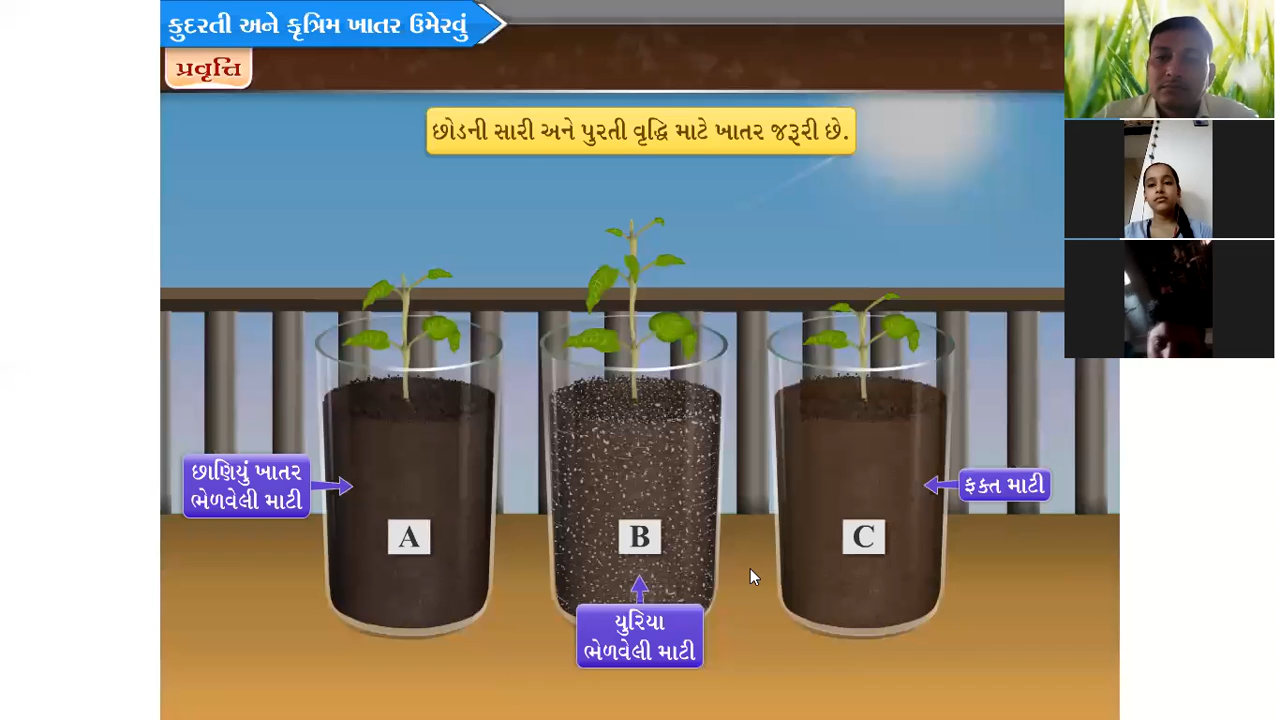 કુદરતી અને કૃત્રિમ ખાતર ઉમેરવું
પ્રવૃત્તિ
છોડની સારી અને પુરતી વૃદ્ધિ માટે ખાતર જરૂરી છે.
છાણિયું ખાતર
ભેળવેલી માટી
ફક્ત માટી
A
B
C
યુરિયા
ભેળવેલી માટી